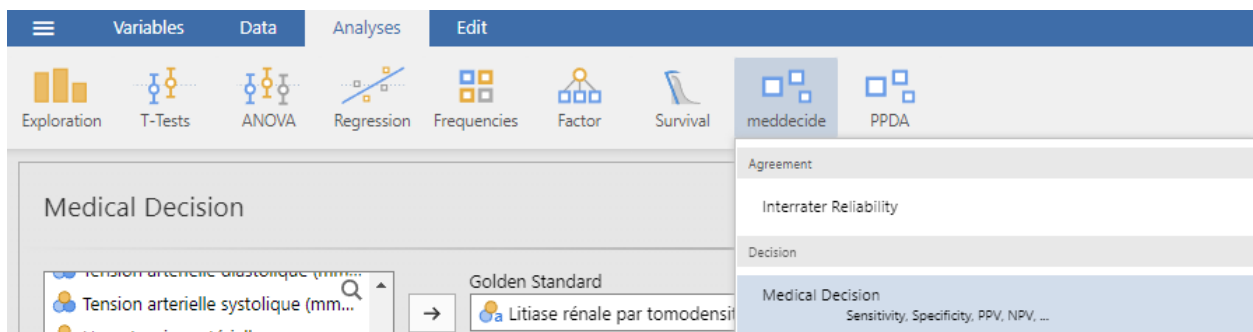 Variables Data Analyses Edit
Exploration T-Tests ANOVA Regression Frequencies Factor Survival meddecide PPDA
Agreement
Medical Decision
Interrater Reliability
Decision
Golden Standard
Tension arterielle systolique (mm...
Litiase rénale par
Medical Decision
Sensitivity, Specificity, PPV, NPV, ...